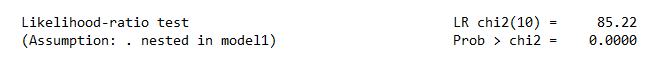 Likelihood-ratio test LR chi2(10) = 85.22
(Assumption: . nested in model1) Prob > chi2 = 0.0000